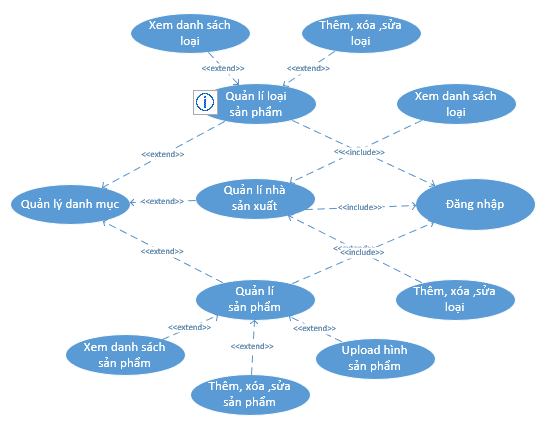 Xem danh sách
loại
Thêm, xóa ,sửa
loại
<<extend>>
<<extend>>
Quản lí loại
sản phẩm
Xem danh sách
loại
<<extend>>
<<include>>
Quản lý danh mục
<<extend>>
Quản lí nhà
sản xuất
<<include>>
Đăng nhập
<<extend>>
<<include>>
Quản lí
sản phẩm
Thêm, xóa ,sửa
loại
<<extend>>
<<extend>>
<<extend>>
Xem danh sách
sản phẩm
Upload hình
sản phẩm
Thêm, xóa ,sửa
sản phẩm